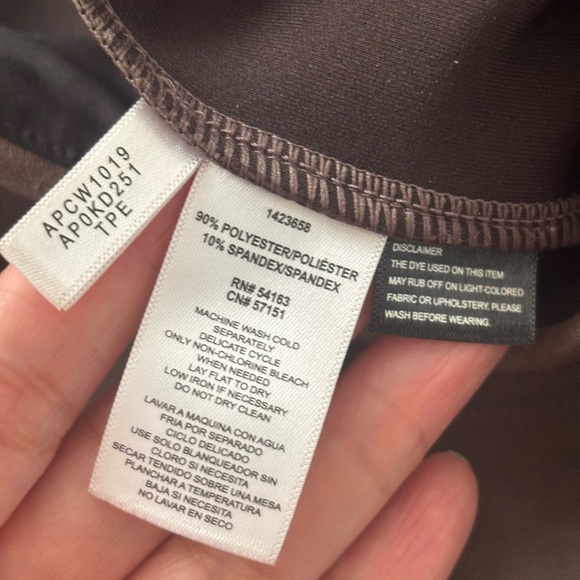 APCW1019
AP0KD251
TPE
1423658
90% POLYESTER/POLIÉSTER
10% SPANDEX/SPANDEX
RN# 54163
CN# 57151
MACHINE WASH COLD
SEPARATELY
DELICATE CYCLE
ONLY NON-CHLORINE BLEACH
WHEN NEEDED
LAY FLAT TO DRY
LOW IRON IF NECESSARY
DO NOT DRY CLEAN
LAVAR A MAQUINA CON AGUA
FRIA POR SEPARADO
CICLO DELICADO
USE SOLO BLANQUEADOR SIN
CLORO SI NECESITA
SECAR TENDIDO SOBRE UNA MESA
PLANCHAR A TEMPERATURA
BAJA SI NECESITA
NO LAVAR EN SECO
DISCLAIMER
THE DYE USED ON THIS ITEM
MAY RUB OFF ON LIGHT-COLORED
FABRIC OR UPHOLSTERY. PLEASE
WASH BEFORE WEARING.